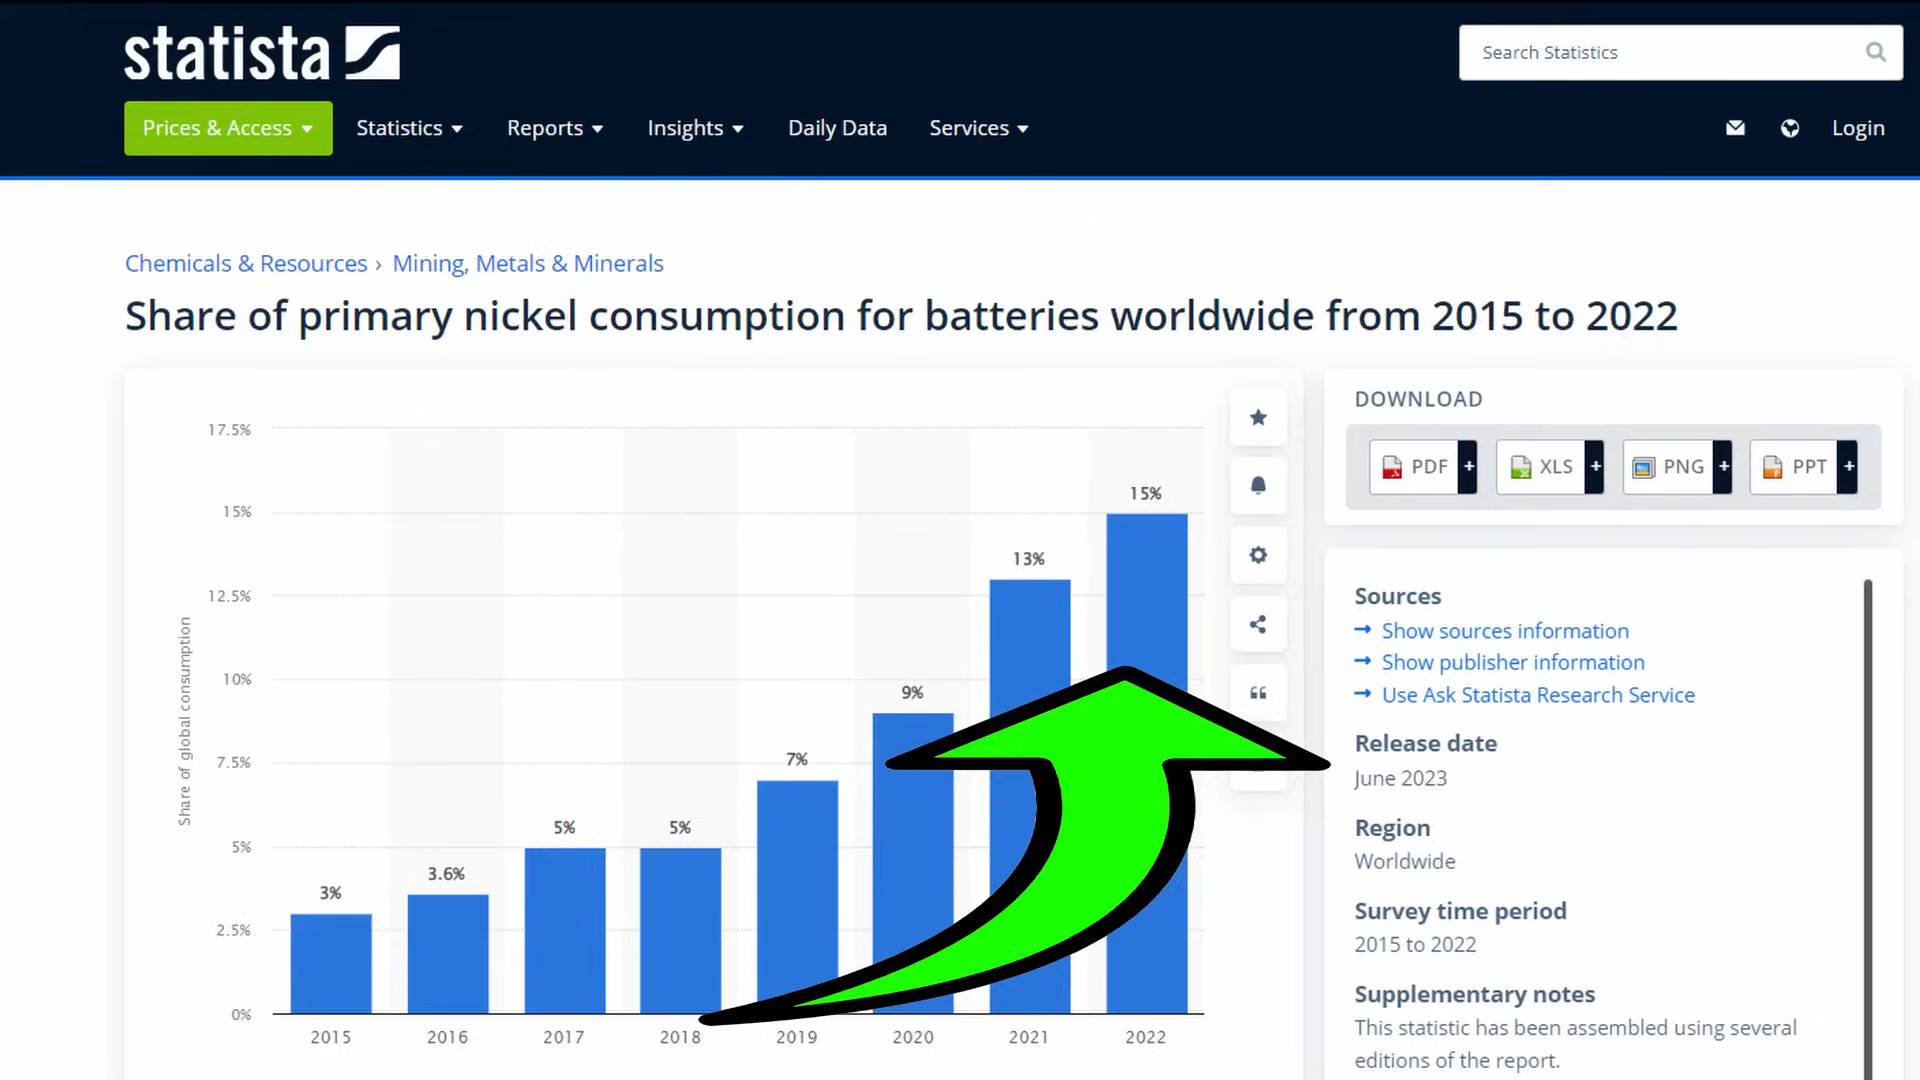 statista
Search Statistics
Prices & Access
Statistics
Reports
Insights
Daily Data
Services
Login
Chemicals & Resources › Mining, Metals & Minerals
Share of primary nickel consumption for batteries worldwide from 2015 to 2022
Share of global consumption
17.5%
15%
12.5%
10%
7.5%
5%
2.5%
0%
3%
3.6%
5%
5%
7%
9%
13%
15%
2015
2016
2017
2018
2019
2020
2021
2022
DOWNLOAD
PDF +
XLS +
PNG +
PPT +
Sources
→ Show sources information
→ Show publisher information
→ Use Ask Statista Research Service
Release date
June 2023
Region
Worldwide
Survey time period
2015 to 2022
Supplementary notes
This statistic has been assembled using several
editions of the report.